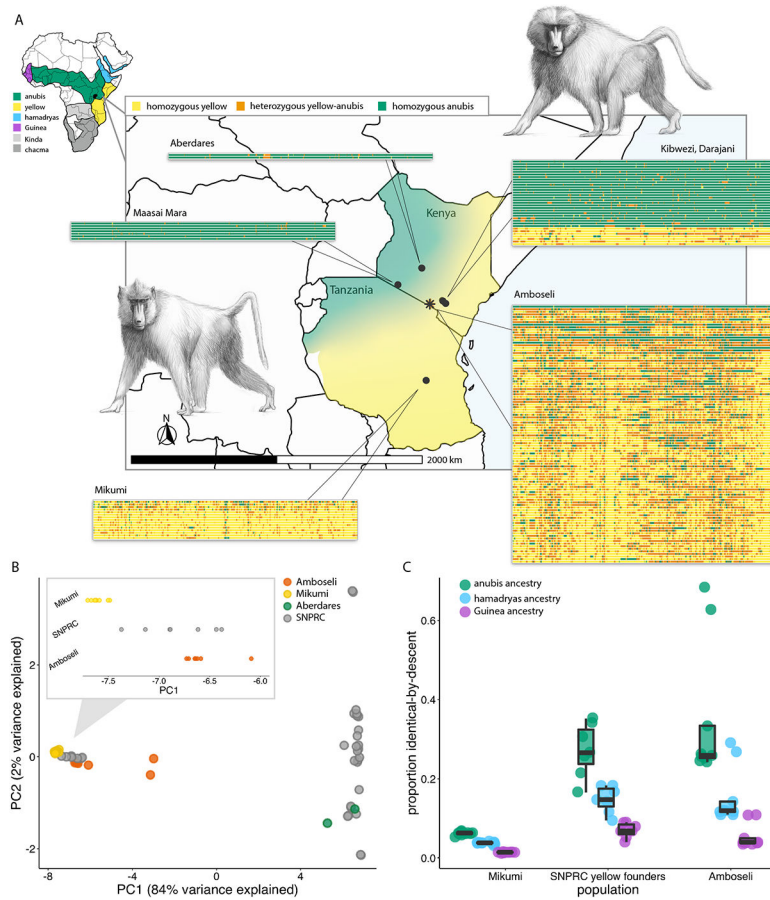 A
anubis
yellow
hamadryas
Guinea
Kinda
chacma
homozygous yellow
heterozygous yellow-anubis
homozygous anubis
Aberdares
Kibwezi, Darajani
Maasai Mara
Kenya
Tanzania
Amboseli
N
2000 km
Mikumi
B
Amboseli
Mikumi
Aberdares
SNPRC
Mikumi
SNPRC
Amboseli
-7.5
-7.0
-6.5
-6.0
PC1
2
0
-2
PC2 (2% variance explained)
-8
-4
0
4
PC1 (84% variance explained)
C
anubis ancestry
hamadryas ancestry
Guinea ancestry
0.6
0.4
0.2
0.0
proportion identical-by-descent
Mikumi
SNPRC yellow founders
Amboseli
population